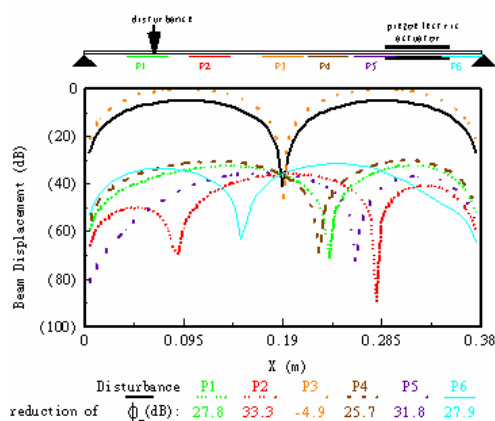 disturbance
piezoelectric
actuator
P1 P2 P3 P4 P5 P6
0
(20)
(40)
(60)
(80)
(100)
Beam Displacement (dB)
0 0.095 0.19 0.285 0.38
X (m)
Disturbance P1 P2 P3 P4 P5 P6
reduction of ϕ (dB): 27.8 33.3 -4.9 25.7 31.8 27.9